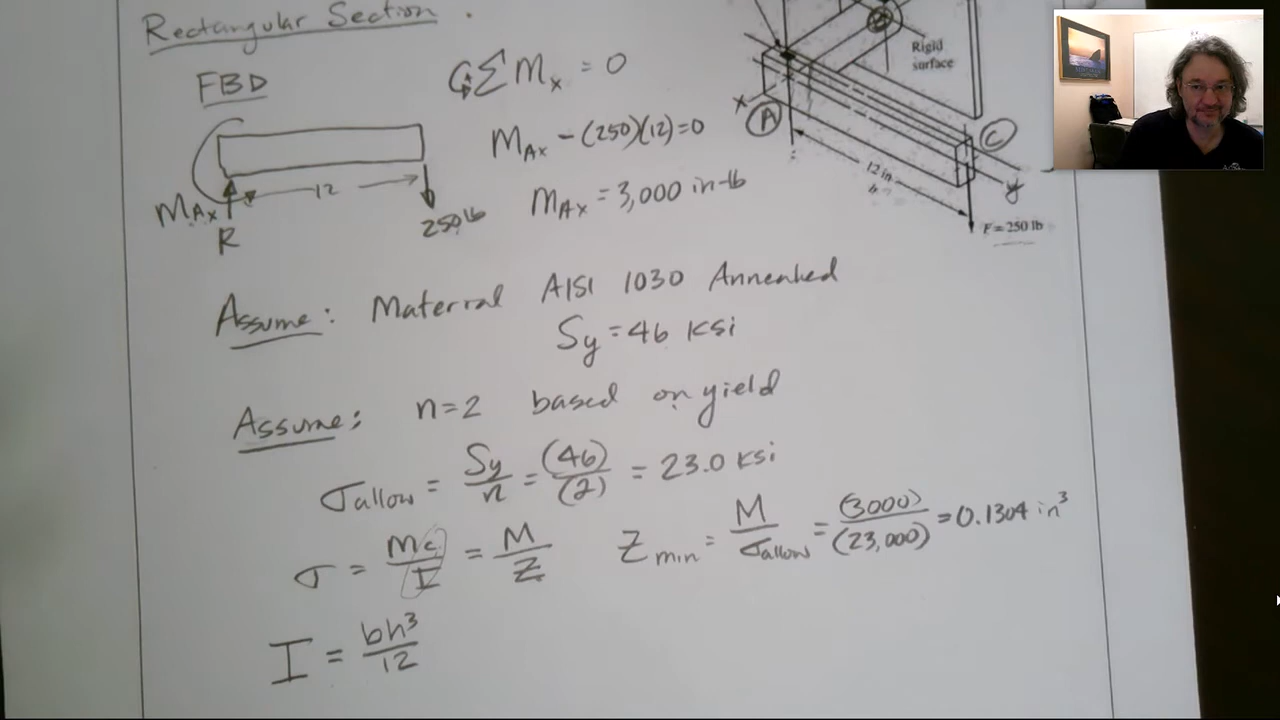 Rectangular Section.
FBD
12
MAx
R
250 lb
↺ΣMx = 0
MAx - (250)(12) = 0
MAx = 3,000 in-lb
Rigid
surface
x
A
C
12 in
y
F = 250 lb
Assume: Material AISI 1030 Annealed
Sy = 46 ksi
Assume: n=2 based on yield
σallow = Sy/n = (46)/(2) = 23.0 ksi
σ = Mc/I = M/Z
Zmin = M/σallow = (3000)/(23,000) = 0.1304 in³
I = bh³/12